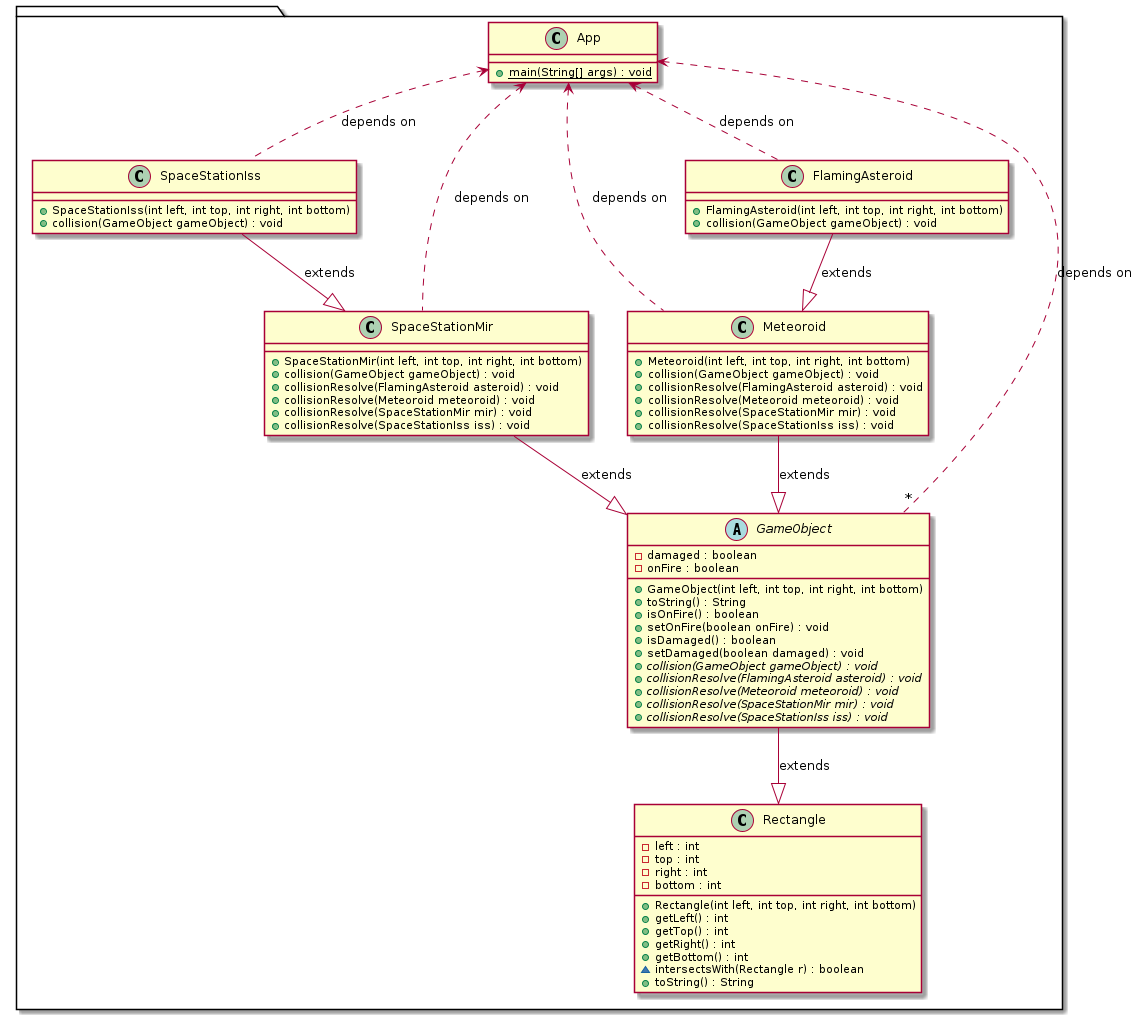 C App
main(String[] args) : void
depends on
depends on
C SpaceStationIss
SpaceStationIss(int left, int top, int right, int bottom)
collision(GameObject gameObject) : void
C FlamingAsteroid
FlamingAsteroid(int left, int top, int right, int bottom)
collision(GameObject gameObject) : void
depends on
depends on
extends
extends
depends on
C SpaceStationMir
SpaceStationMir(int left, int top, int right, int bottom)
collision(GameObject gameObject) : void
collisionResolve(FlamingAsteroid asteroid) : void
collisionResolve(Meteoroid meteoroid) : void
collisionResolve(SpaceStationMir mir) : void
collisionResolve(SpaceStationIss iss) : void
C Meteoroid
Meteoroid(int left, int top, int right, int bottom)
collision(GameObject gameObject) : void
collisionResolve(FlamingAsteroid asteroid) : void
collisionResolve(Meteoroid meteoroid) : void
collisionResolve(SpaceStationMir mir) : void
collisionResolve(SpaceStationIss iss) : void
extends
extends
*
A GameObject
damaged : boolean
onFire : boolean
GameObject(int left, int top, int right, int bottom)
toString() : String
isOnFire() : boolean
setOnFire(boolean onFire) : void
isDamaged() : boolean
setDamaged(boolean damaged) : void
collision(GameObject gameObject) : void
collisionResolve(FlamingAsteroid asteroid) : void
collisionResolve(Meteoroid meteoroid) : void
collisionResolve(SpaceStationMir mir) : void
collisionResolve(SpaceStationIss iss) : void
extends
C Rectangle
left : int
top : int
right : int
bottom : int
Rectangle(int left, int top, int right, int bottom)
getLeft() : int
getTop() : int
getRight() : int
getBottom() : int
intersectsWith(Rectangle r) : boolean
toString() : String